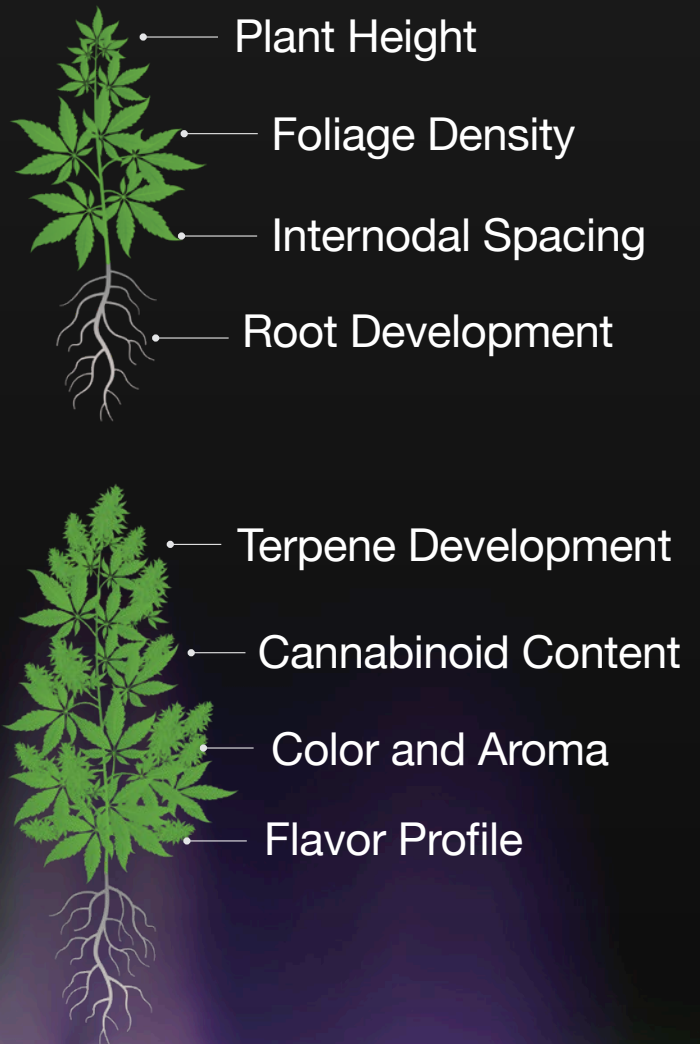 Plant Height
Foliage Density
Internodal Spacing
Root Development
Terpene Development
Cannabinoid Content
Color and Aroma
Flavor Profile